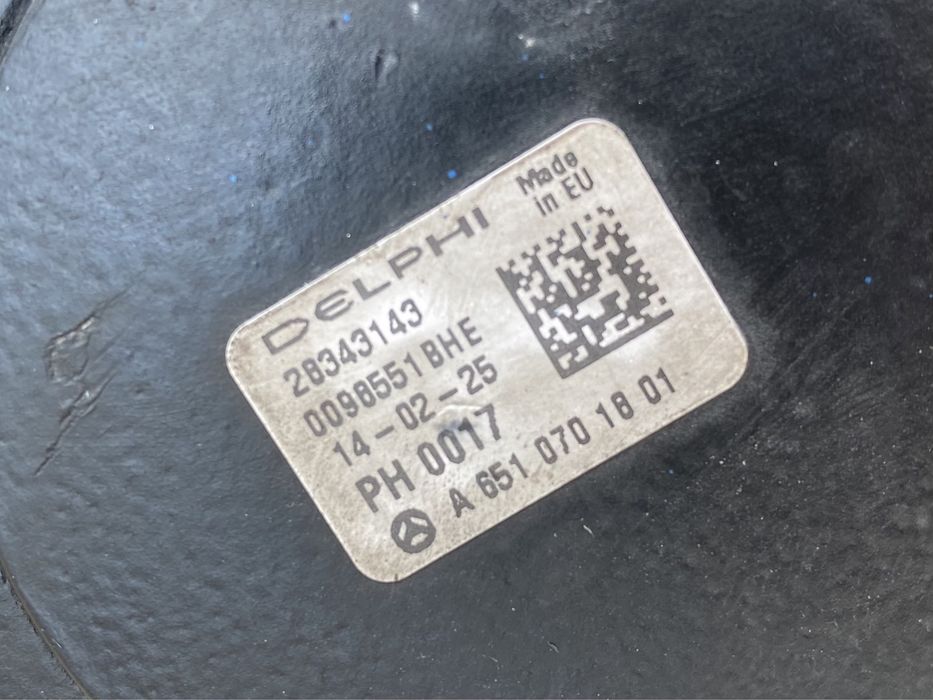 DELPHI
Made
in EU
28343143
0098551BHE
14-02-25
PH 0017
A 651 070 18 01